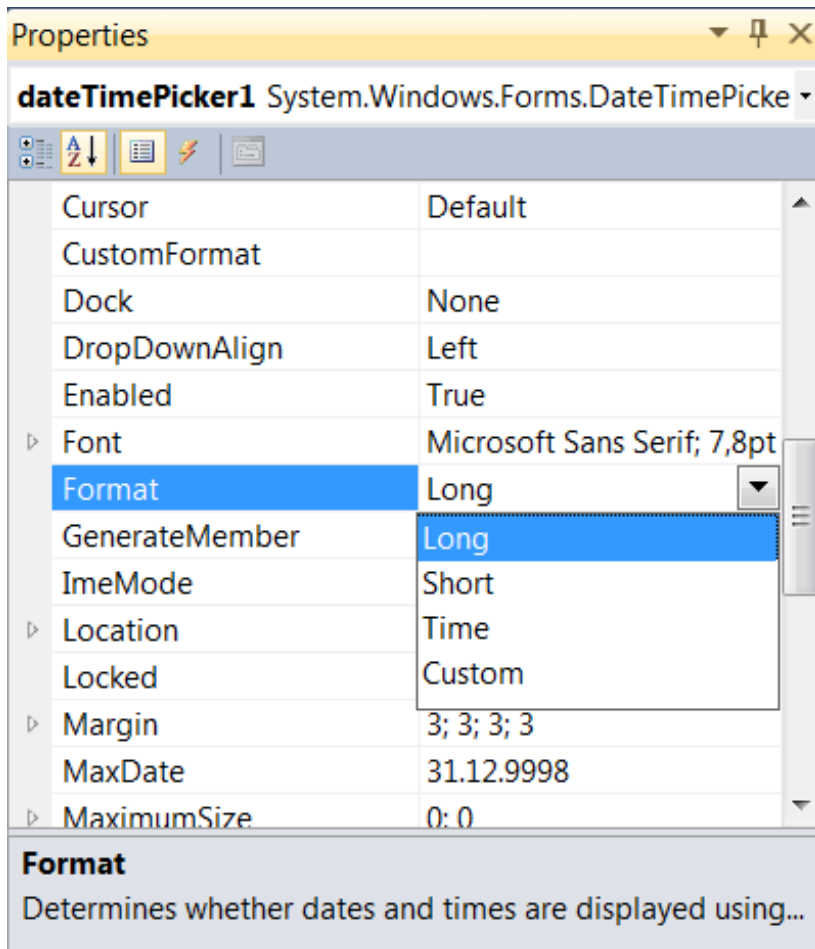 Properties
dateTimePicker1 System.Windows.Forms.DateTimePicke
Cursor Default
CustomFormat
Dock None
DropDownAlign Left
Enabled True
Font Microsoft Sans Serif; 7,8pt
Format Long
GenerateMember Long
ImeMode Short
Location Time
Locked Custom
Margin 3; 3; 3; 3
MaxDate 31.12.9998
MaximumSize 0; 0
Format
Determines whether dates and times are displayed using...